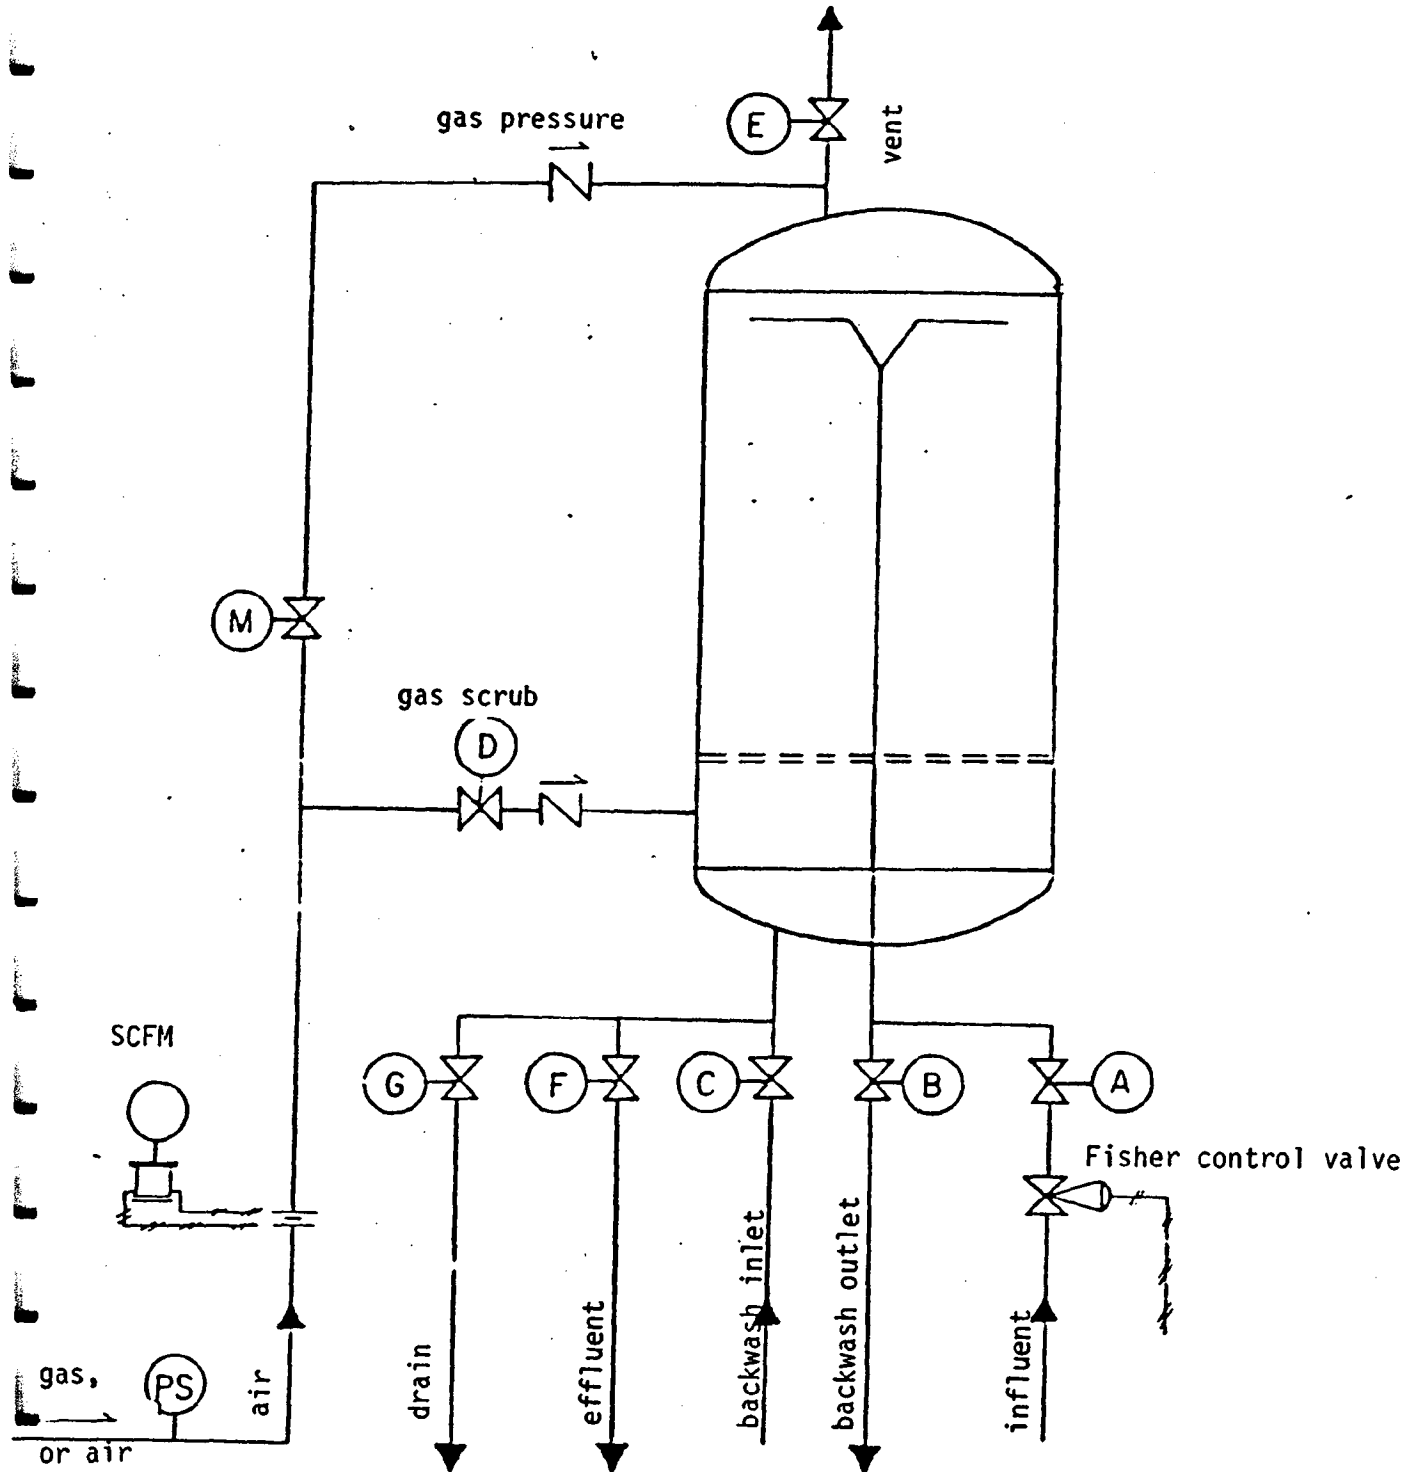 gas pressure
E
vent
M
gas scrub
D
SCFM
G
F
C
B
A
Fisher control valve
drain
effluent
backwash inlet
backwash outlet
influent
gas,
PS
air
or air